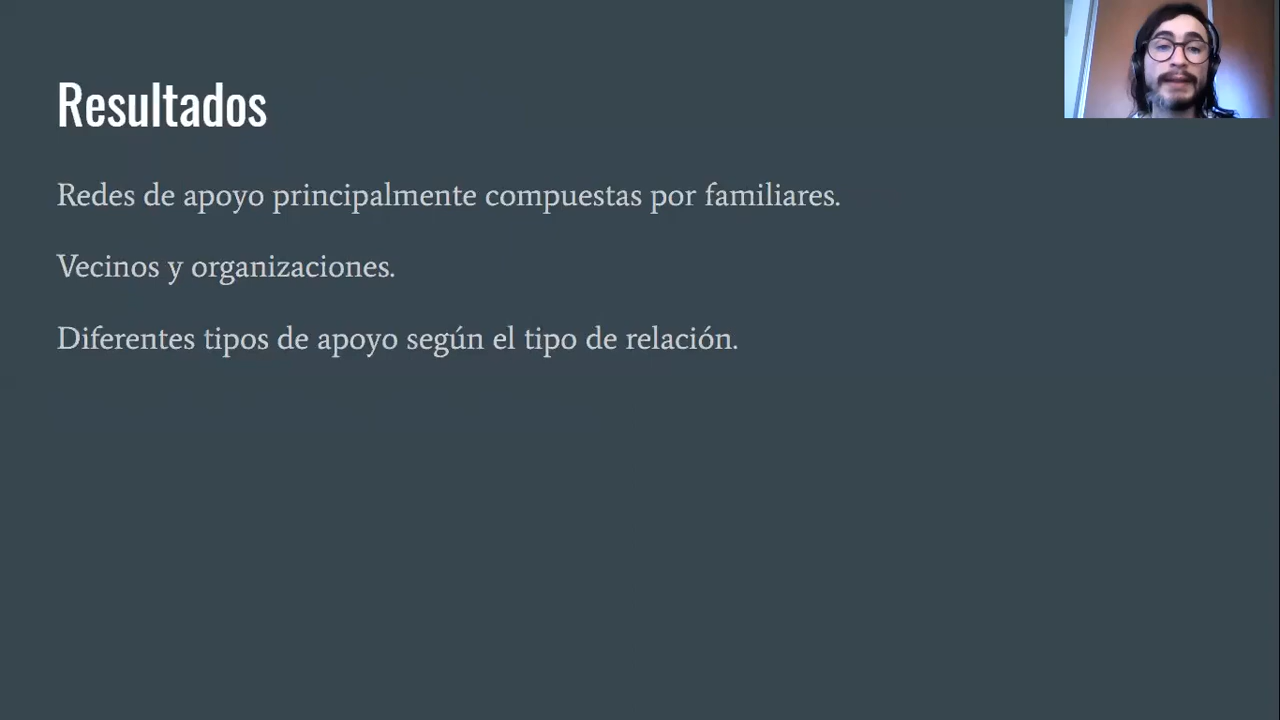 Resultados
Redes de apoyo principalmente compuestas por familiares.
Vecinos y organizaciones.
Diferentes tipos de apoyo según el tipo de relación.